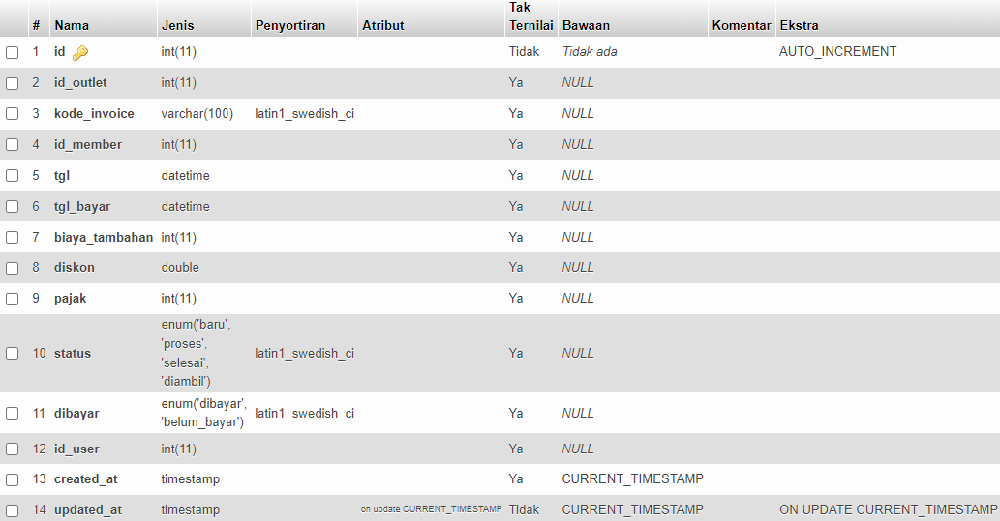 # Nama Jenis Penyortiran Atribut Tak Ternilai Bawaan Komentar Ekstra
1 id int(11) Tidak Tidak ada AUTO_INCREMENT
2 id_outlet int(11) Ya NULL
3 kode_invoice varchar(100) latin1_swedish_ci Ya NULL
4 id_member int(11) Ya NULL
5 tgl datetime Ya NULL
6 tgl_bayar datetime Ya NULL
7 biaya_tambahan int(11) Ya NULL
8 diskon double Ya NULL
9 pajak int(11) Ya NULL
10 status enum('baru', 'proses', 'selesai', 'diambil') latin1_swedish_ci Ya NULL
11 dibayar enum('dibayar', 'belum_bayar') latin1_swedish_ci Ya NULL
12 id_user int(11) Ya NULL
13 created_at timestamp Ya CURRENT_TIMESTAMP
14 updated_at timestamp on update CURRENT_TIMESTAMP Tidak CURRENT_TIMESTAMP ON UPDATE CURRENT_TIMESTAMP